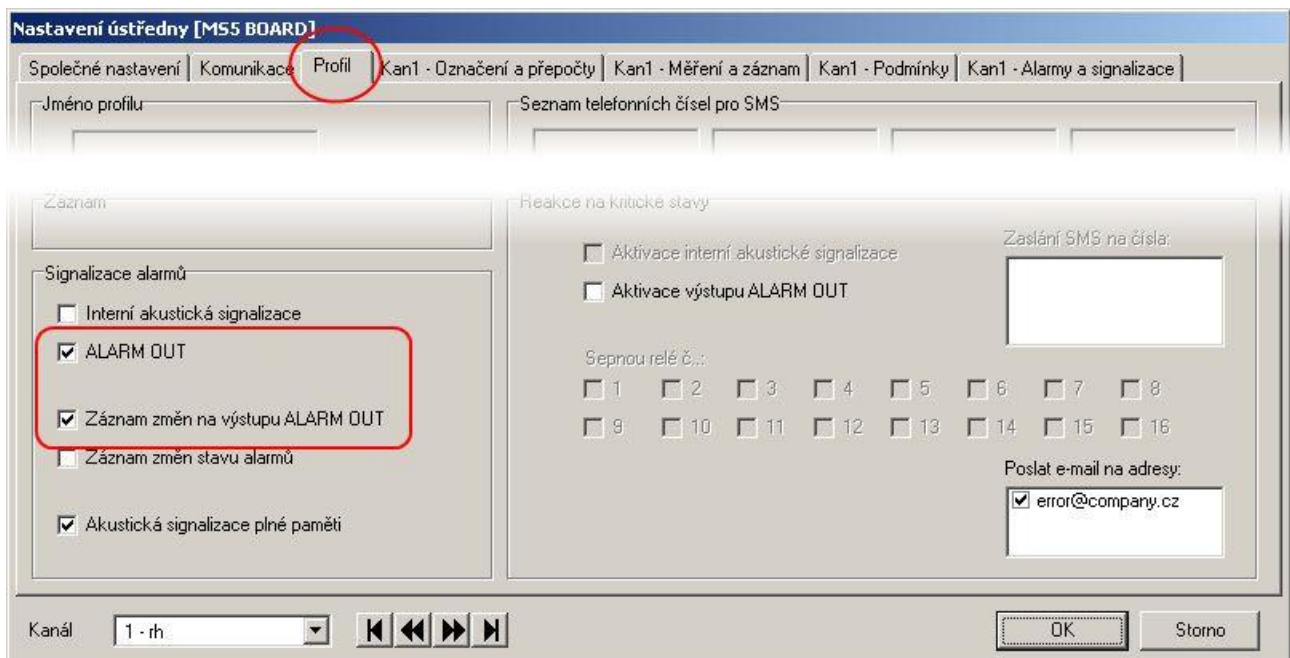 Nastavení ústředny [MS5 BOARD]
Společné nastavení Komunikace Profil Kan1 - Označení a přepočty Kan1 - Měření a záznam Kan1 - Podmínky Kan1 - Alarmy a signalizace
Jméno profilu
Seznam telefonních čísel pro SMS
Záznam
Signalizace alarmů
Interní akustická signalizace
ALARM OUT
Záznam změn na výstupu ALARM OUT
Záznam změn stavu alarmů
Akustická signalizace plné paměti
Reakce na kritické stavy
Aktivace interní akustické signalizace
Aktivace výstupu ALARM OUT
Zaslání SMS na čísla:
Sepnou relé č..:
1 2 3 4 5 6 7 8
9 10 11 12 13 14 15 16
Poslat e-mail na adresy:
error@company.cz
Kanál 1 - rh OK Storno